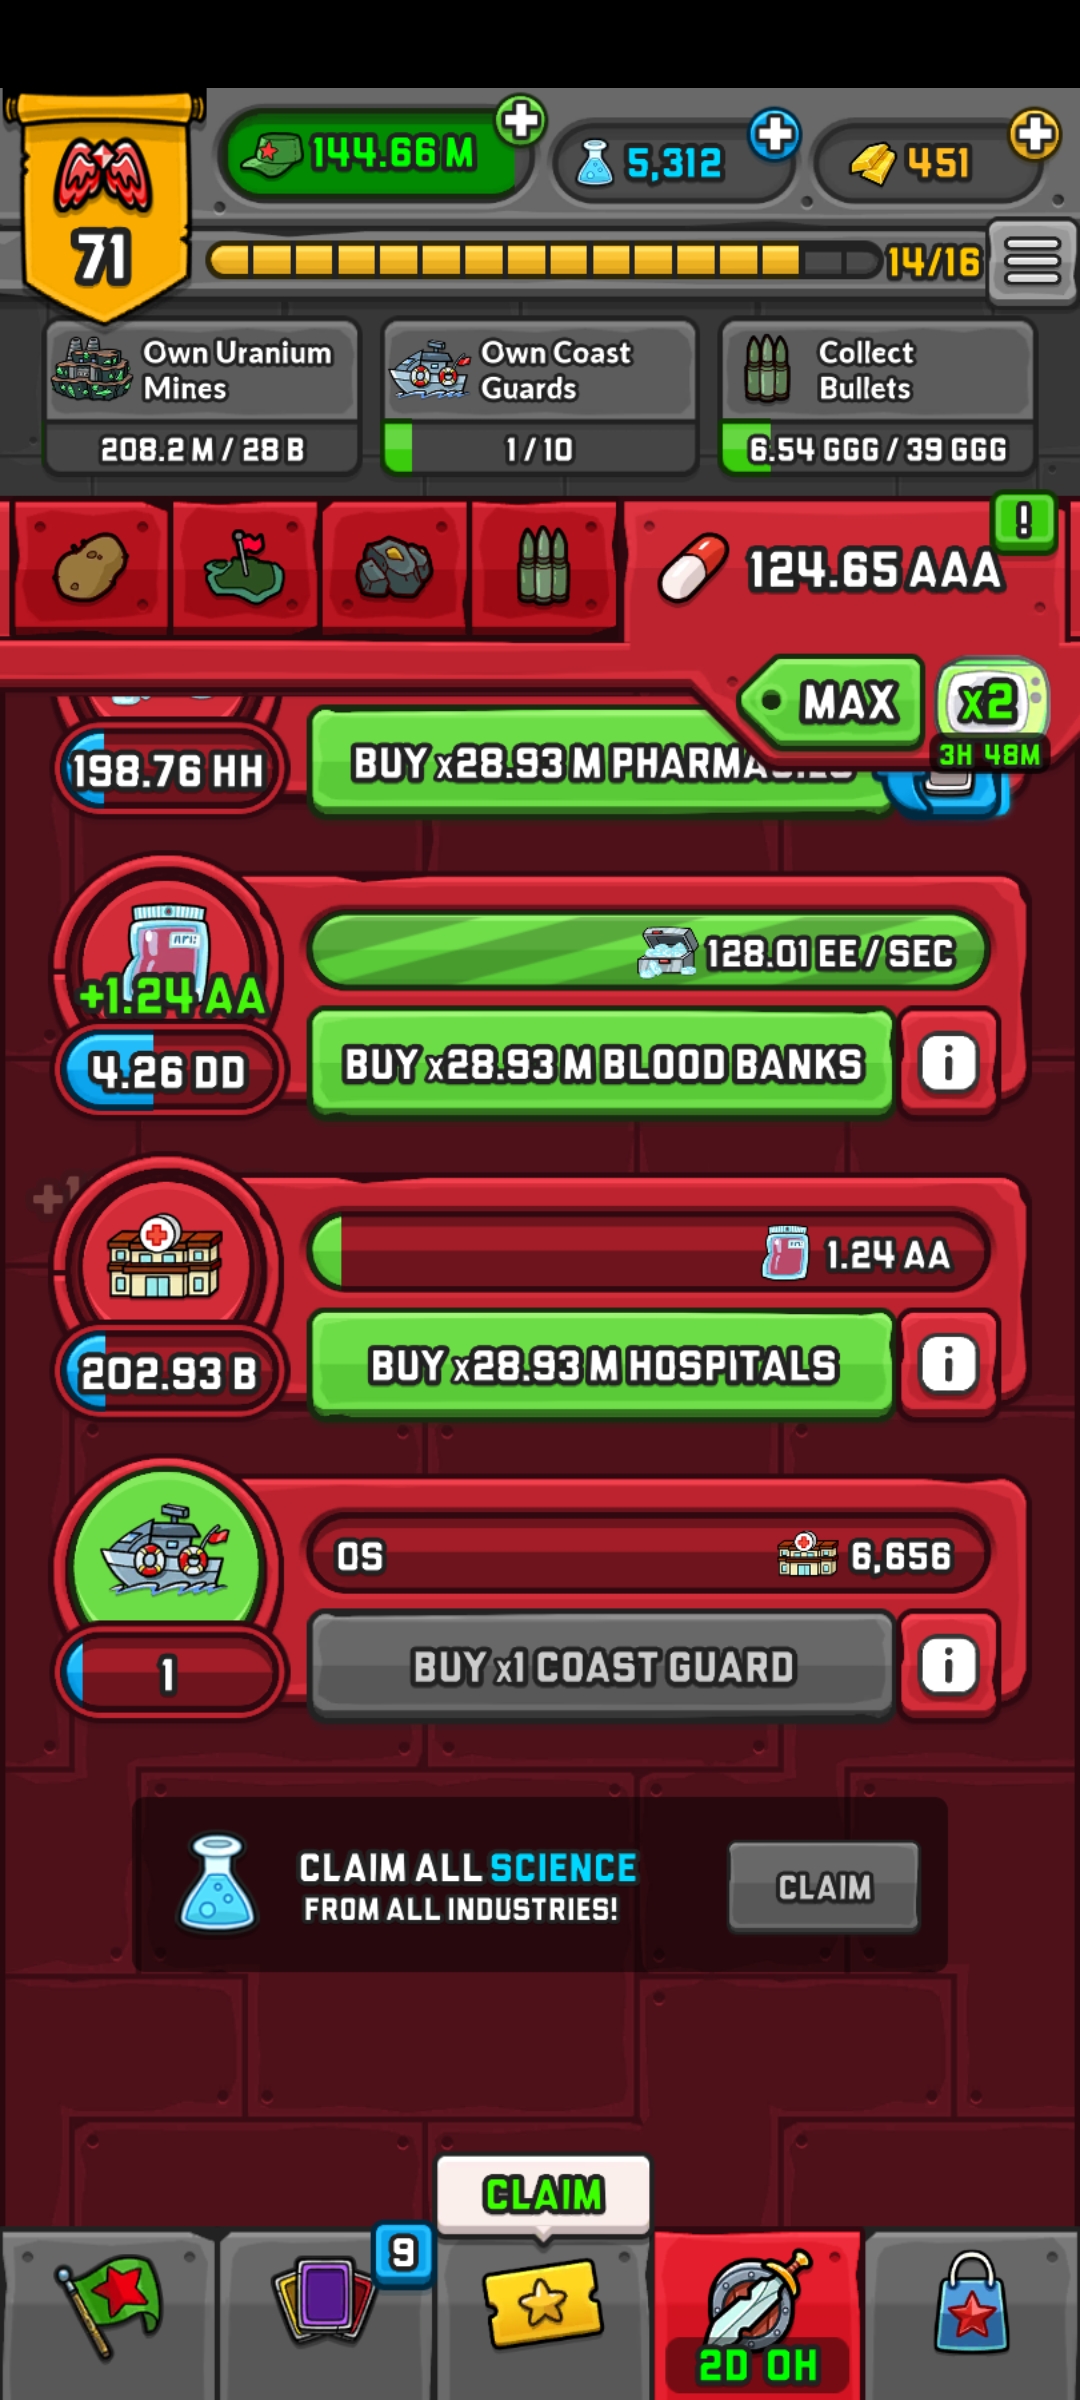 144.66 M
5,312
451
71
14/16
Own Uranium
Mines
208.2 M / 28 B
Own Coast
Guards
1 / 10
Collect
Bullets
6.54 GGG / 39 GGG
!
124.65 AAA
MAX
x2
3H 48M
198.76 HH
BUY x28.93 M PHARMACIES
128.01 EE / SEC
+1.24 AA
4.26 DD
BUY x28.93 M BLOOD BANKS
i
+1
1.24 AA
202.93 B
BUY x28.93 M HOSPITALS
i
0S
6,656
1
BUY x1 COAST GUARD
i
CLAIM ALL SCIENCE
FROM ALL INDUSTRIES!
CLAIM
CLAIM
9
2D 0H